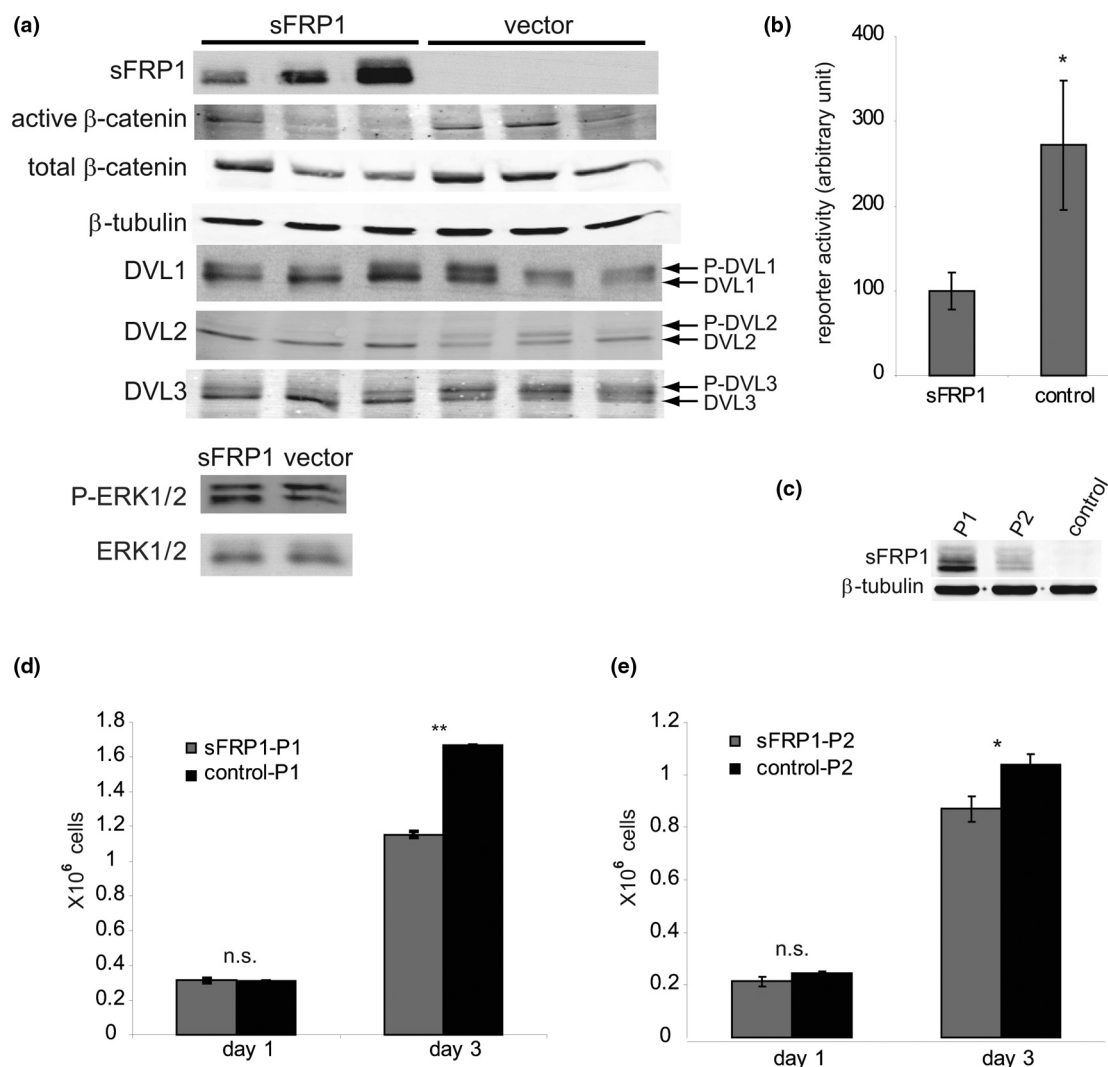 (a)
sFRP1 vector
sFRP1
active β-catenin
total β-catenin
β-tubulin
DVL1
P-DVL1
DVL1
DVL2
P-DVL2
DVL2
DVL3
P-DVL3
DVL3
sFRP1 vector
P-ERK1/2
ERK1/2
(b)
reporter activity (arbitrary unit)
400
300
200
100
0
*
sFRP1 control
(c)
P1 P2 control
sFRP1
β-tubulin
(d)
X10⁶ cells
1.8
1.6
1.4
1.2
1
0.8
0.6
0.4
0.2
0
sFRP1-P1
control-P1
n.s.
**
day 1 day 3
(e)
X10⁶ cells
1.2
1
0.8
0.6
0.4
0.2
0
sFRP1-P2
control-P2
n.s.
*
day 1 day 3